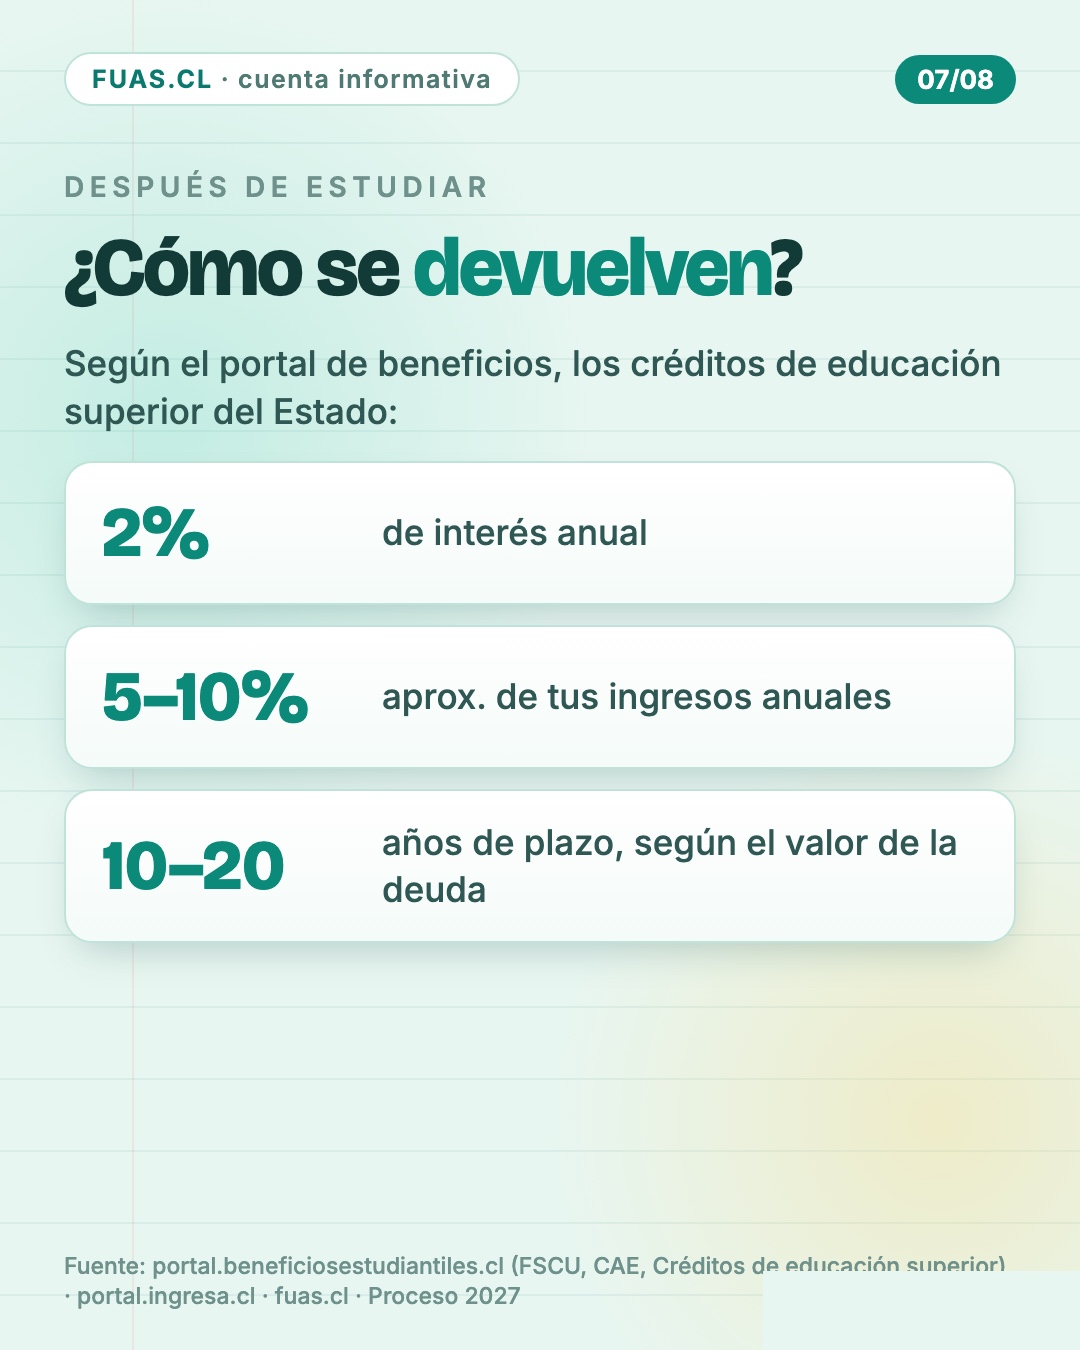 FUAS.CL · cuenta informativa
07/08
DESPUÉS DE ESTUDIAR
¿Cómo se devuelven?
Según el portal de beneficios, los créditos de educación
superior del Estado:
2%
de interés anual
5–10%
aprox. de tus ingresos anuales
10–20
años de plazo, según el valor de la
deuda
Fuente: portal.beneficiosestudiantiles.cl (FSCU, CAE, Créditos de educación superior)
· portal.ingresa.cl · fuas.cl · Proceso 2027